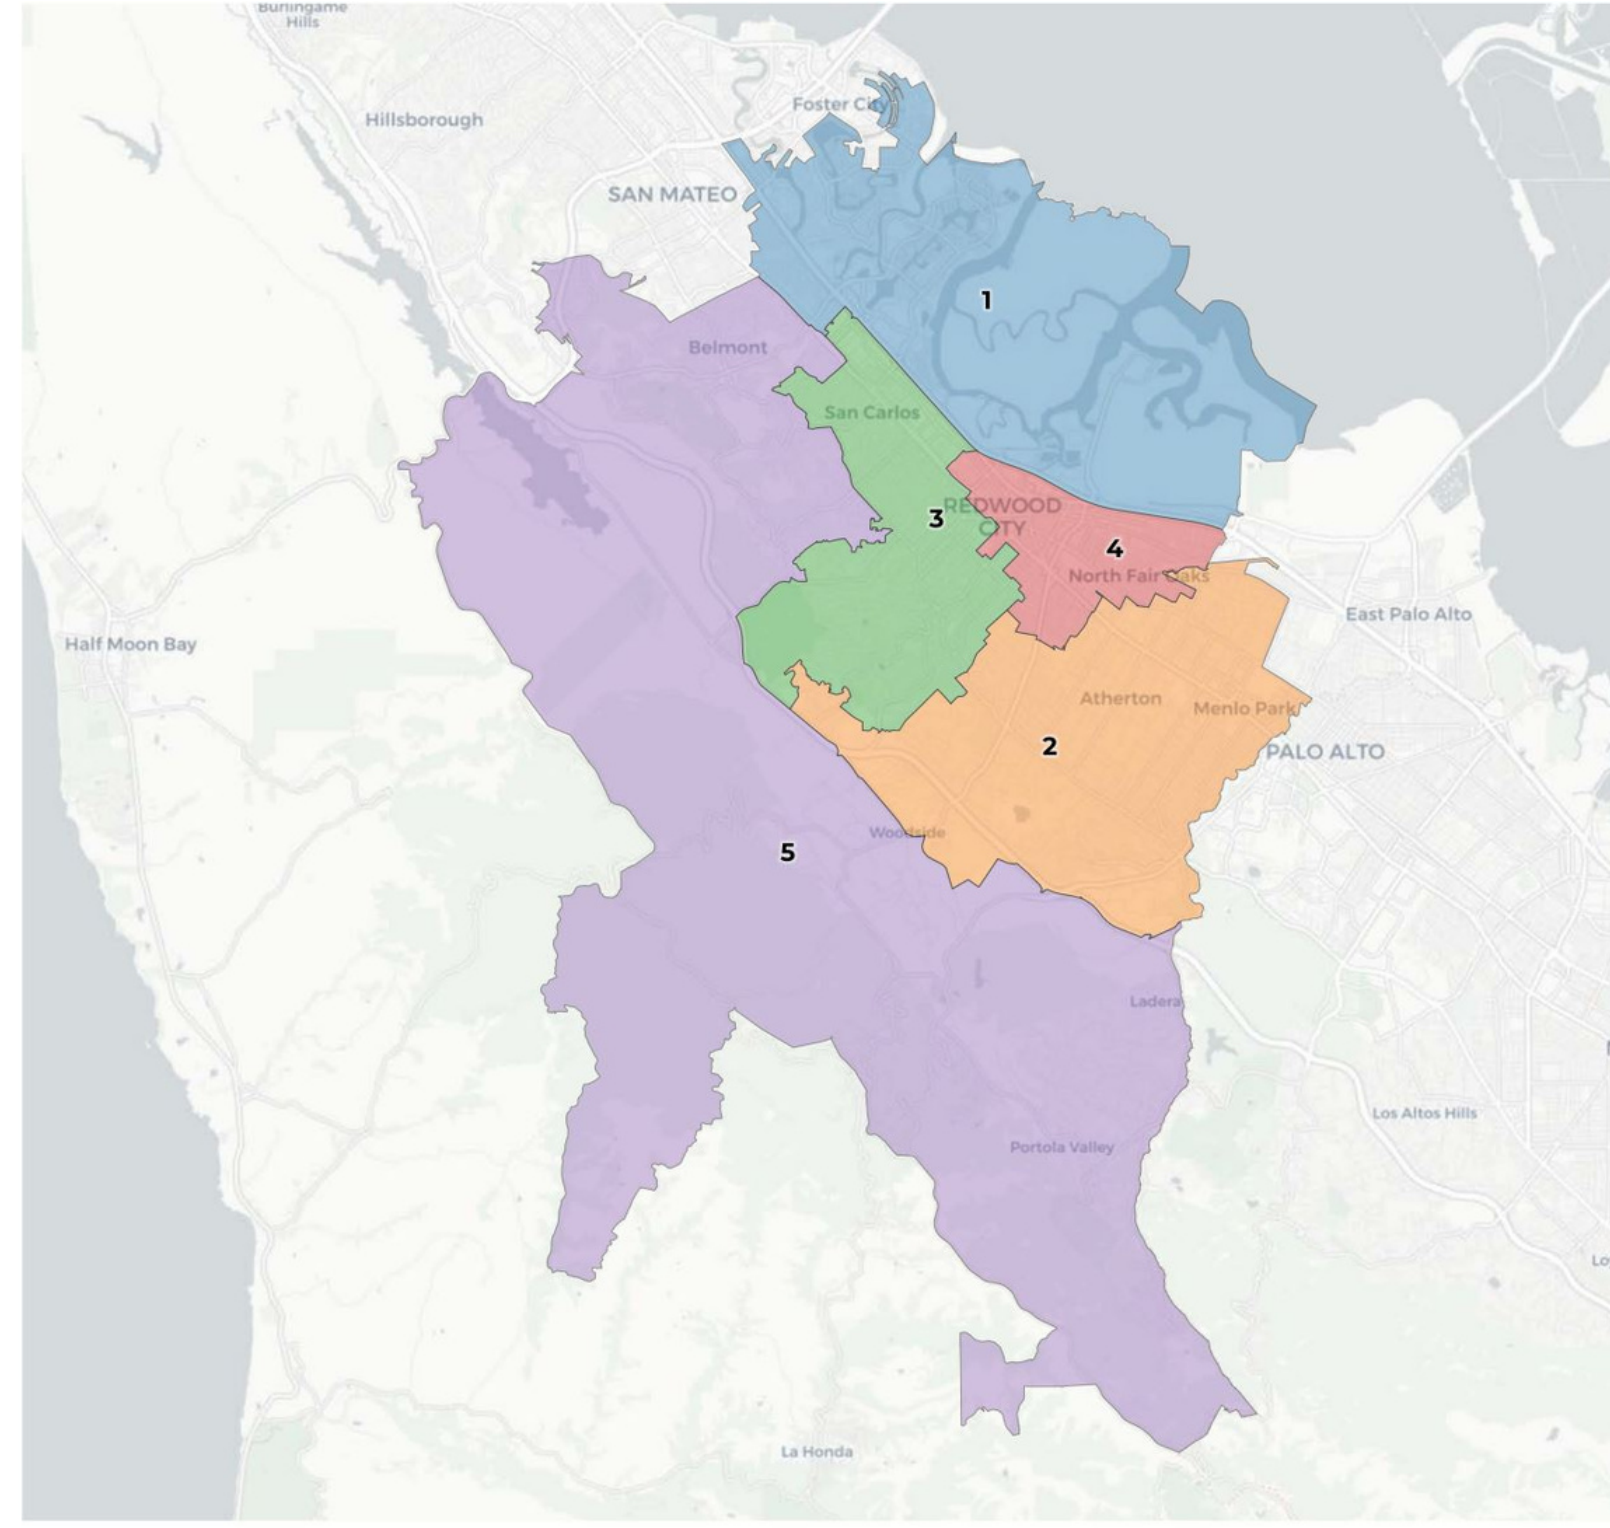 Burlingame
Hills
Foster City
Hillsborough
SAN MATEO
1
Belmont
San Carlos
REDWOOD
CITY
3
4
North Fair Oaks
East Palo Alto
Half Moon Bay
Atherton
Menlo Park
2
PALO ALTO
Woodside
5
Ladera
Los Altos Hills
Portola Valley
Lo
La Honda